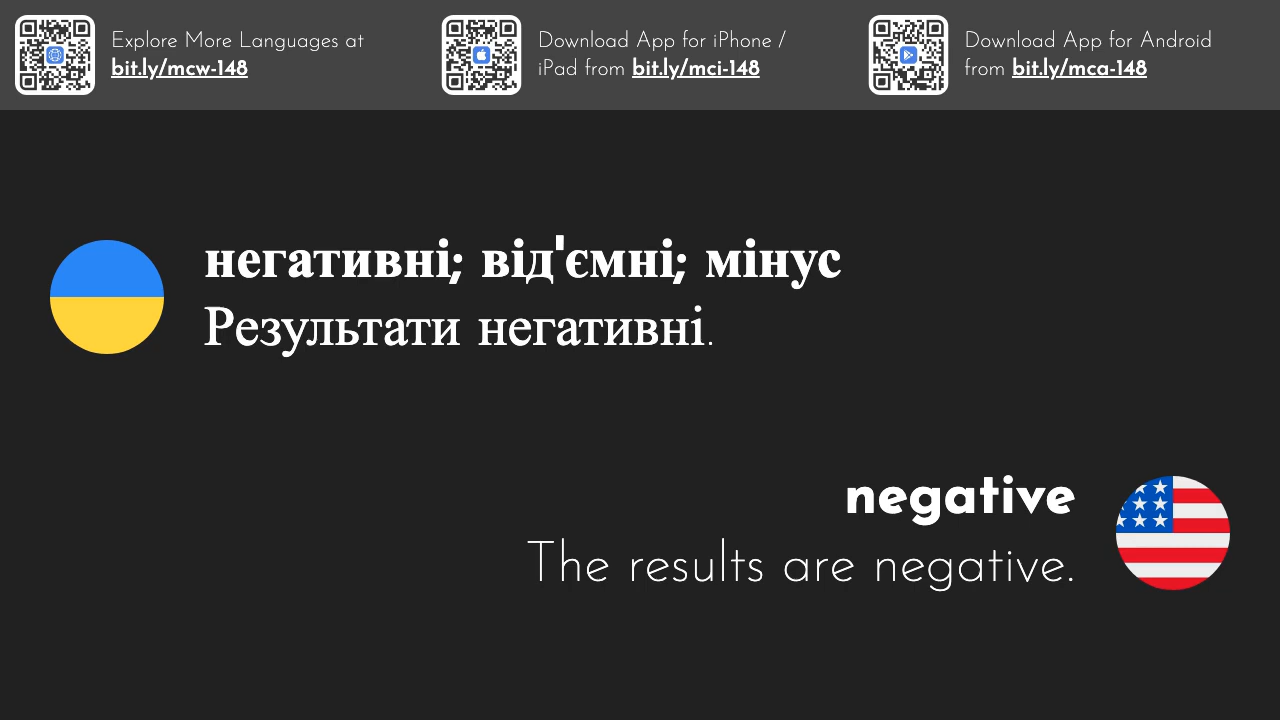 Explore More Languages at
bit.ly/mcw-148
Download App for iPhone /
iPad from bit.ly/mci-148
Download App for Android
from bit.ly/mca-148
негативні; від'ємні; мінус
Результати негативні.
negative
The results are negative.